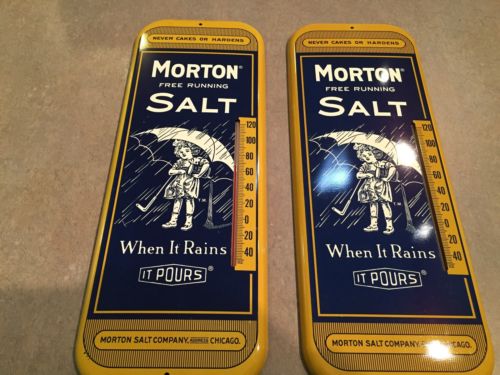 NEVER CAKES OR HARDENS
MORTON®
FREE RUNNING
SALT
120
100
80
60
40
20
0
20
40
T.M.
When It Rains
IT POURS®
MORTON SALT COMPANY, ADDRESS CHICAGO.
NEVER CAKES OR HARDENS
MORTON®
FREE RUNNING
SALT
120
100
80
60
40
20
0
20
40
When It Rains
IT POURS®
MORTON SALT COMPANY, CHICAGO.